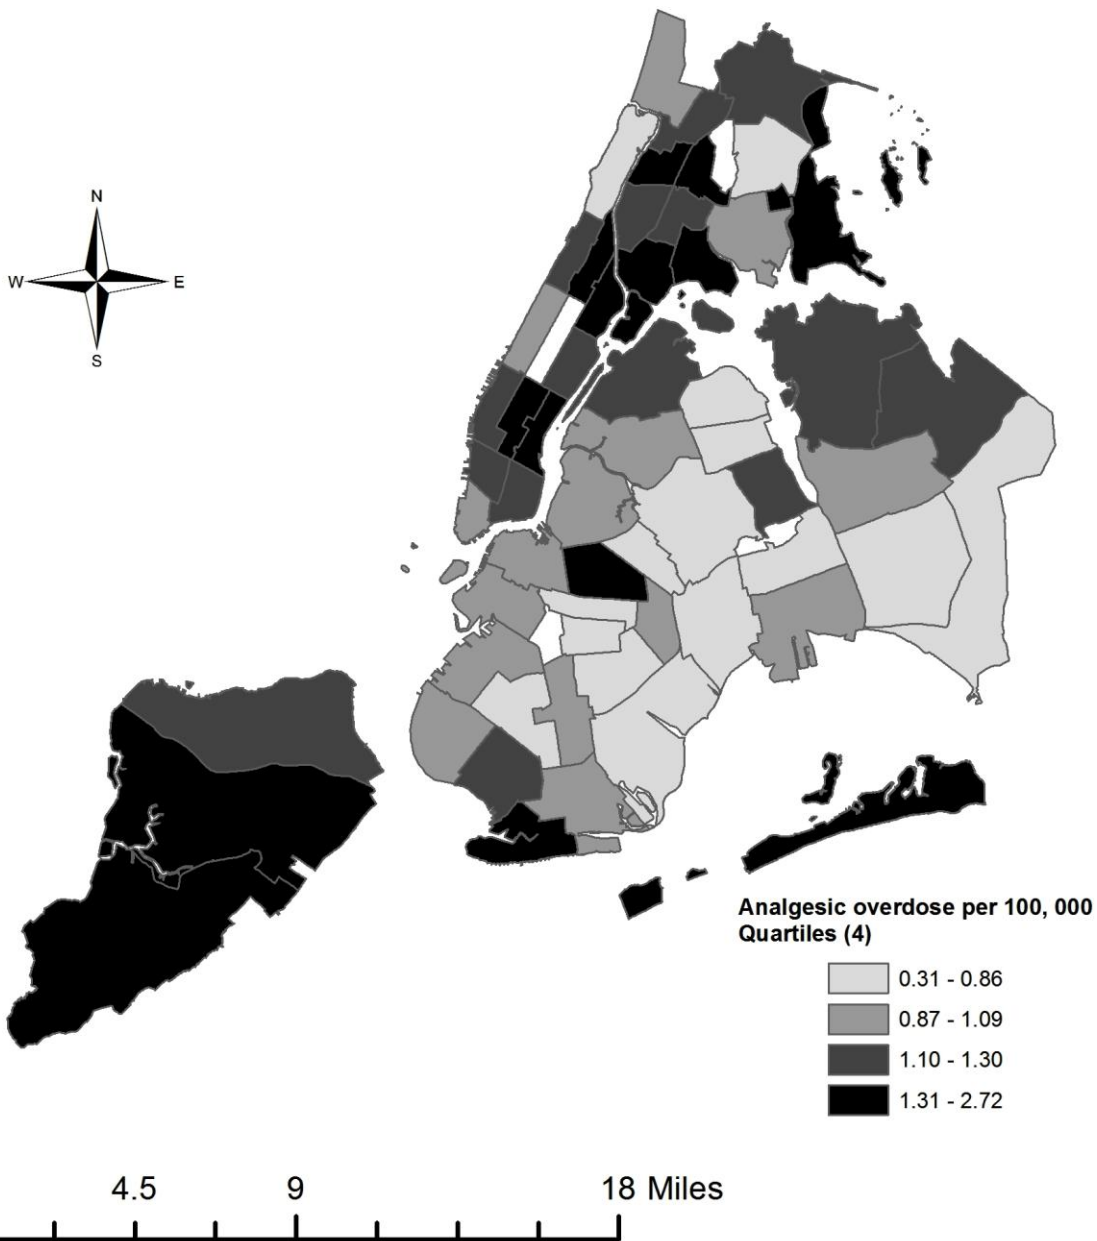 N
W E
S
Analgesic overdose per 100, 000
Quartiles (4)
0.31 - 0.86
0.87 - 1.09
1.10 - 1.30
1.31 - 2.72
4.5 9 18 Miles